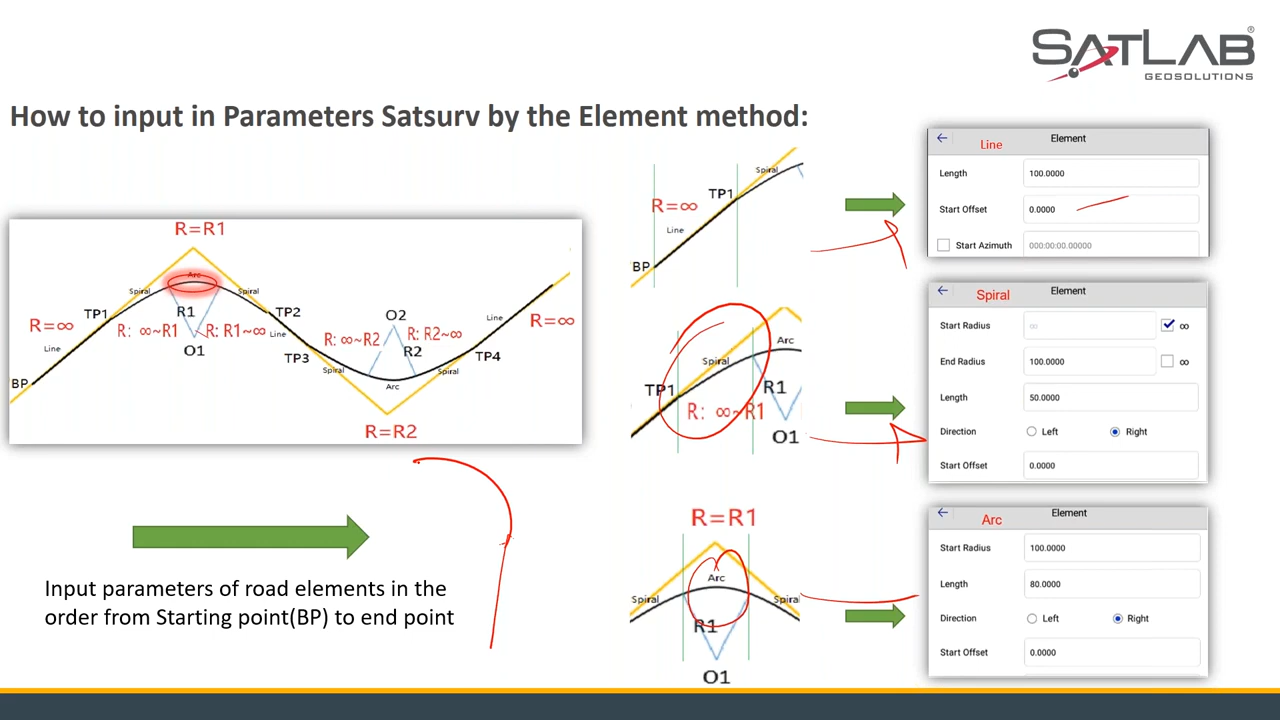 SATLAB®
GEOSOLUTIONS
How to input in Parameters Satsurv by the Element method:
R=R1
Arc
Spiral
Spiral
TP1
R1
TP2
R=∞
R: ∞~R1
R: R1~∞
Line
O1
Line
BP
O2
Line
R=∞
R: ∞~R2
R: R2~∞
R2
TP3
TP4
Spiral
Spiral
Arc
R=R2
Input parameters of road elements in the
order from Starting point(BP) to end point
Spiral
TP1
R=∞
Line
BP
Arc
Spiral
TP1
R1
R: ∞~R1
O1
R=R1
Arc
Spiral
Spiral
R1
O1
Line
Element
Length
100.0000
Start Offset
0.0000
Start Azimuth
000:00:00.00000
Spiral
Element
Start Radius
∞
∞
End Radius
100.0000
∞
Length
50.0000
Direction
Left
Right
Start Offset
0.0000
Arc
Element
Start Radius
100.0000
Length
80.0000
Direction
Left
Right
Start Offset
0.0000